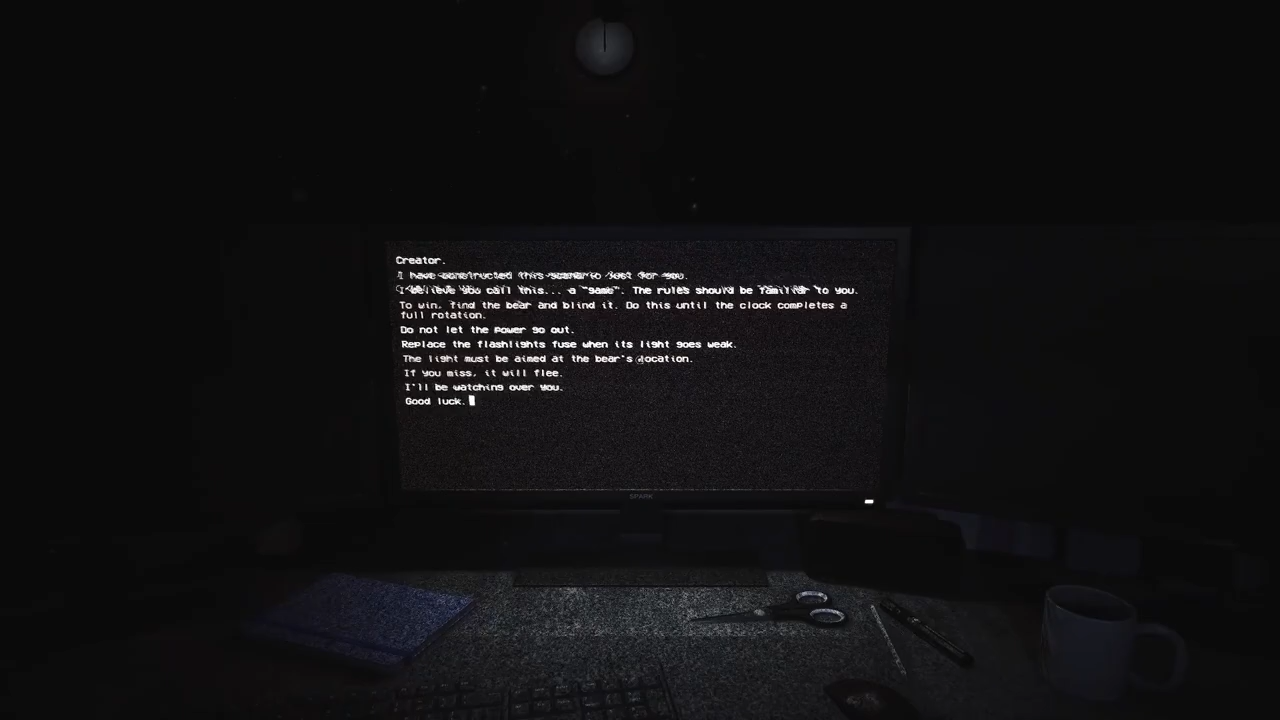 Creator.
I have constructed this scenario just for you.
I believe you call this... a "game". The rules should be familiar to you.
To win, find the bear and blind it. Do this until the clock completes a
full rotation.
Do not let the power go out.
Replace the flashlights fuse when its light goes weak.
The light must be aimed at the bear's location.
If you miss, it will flee.
I'll be watching over you.
Good luck.
SPARK